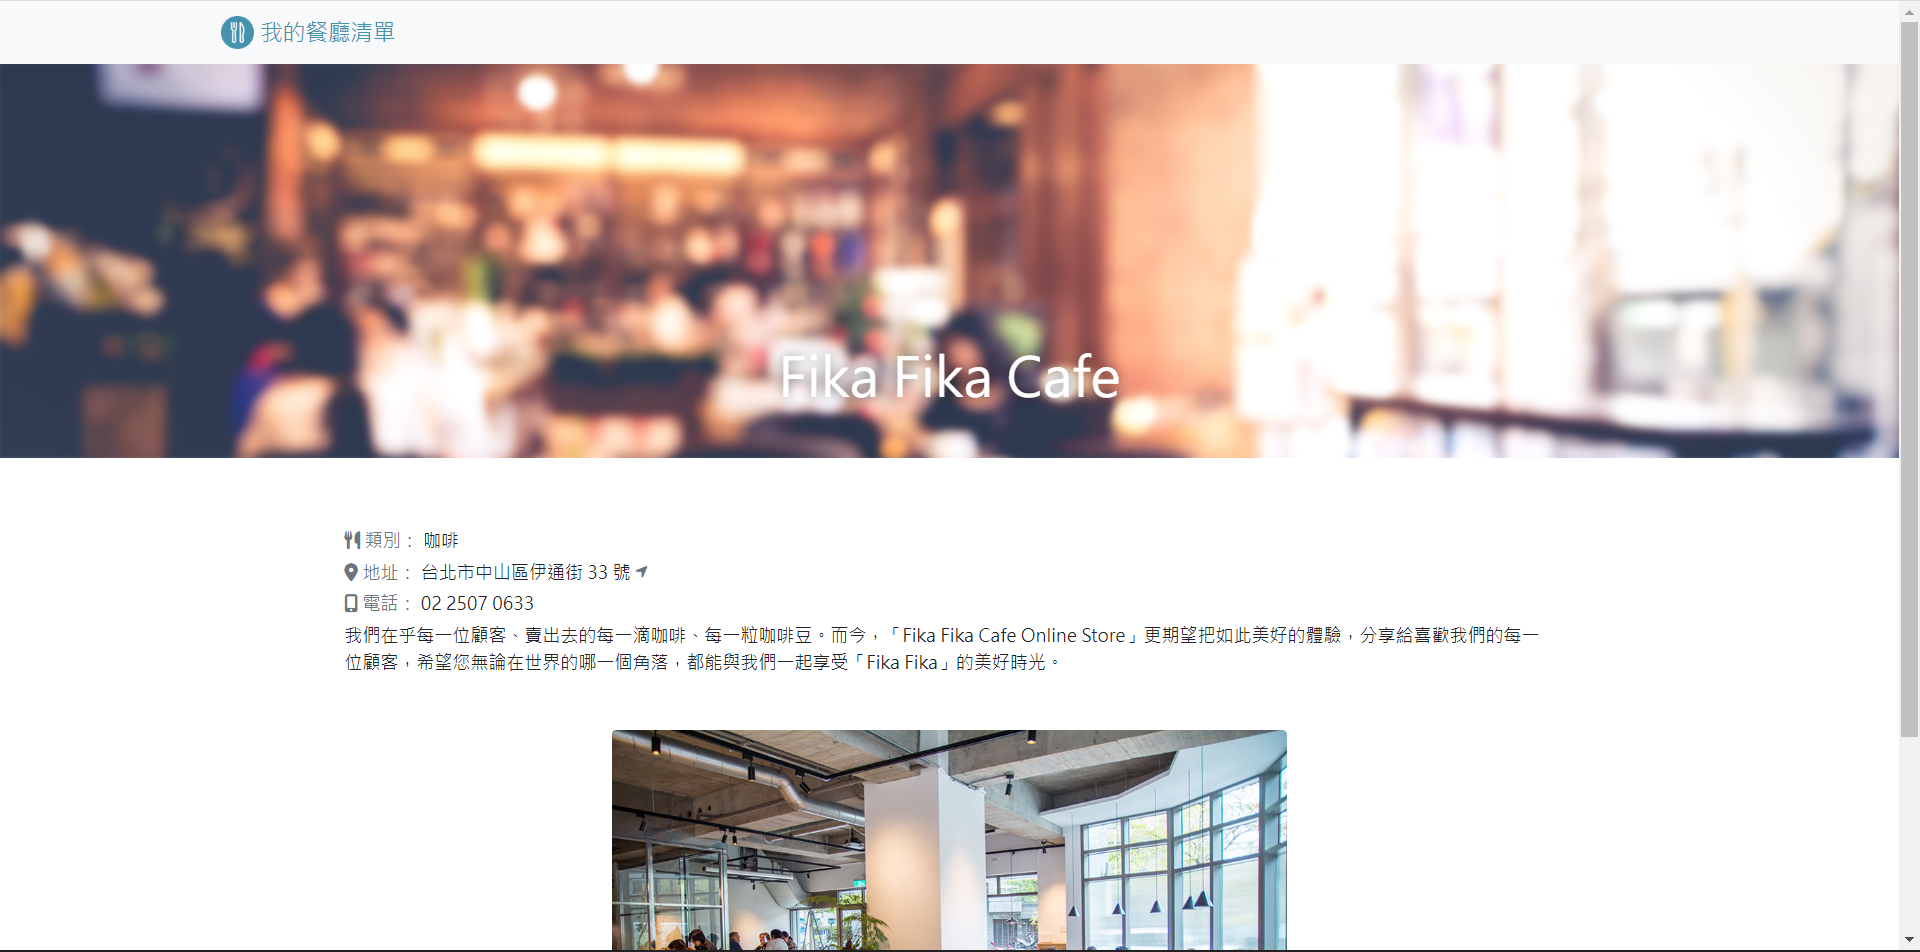 我的餐廳清單
Fika Fika Cafe
類別： 咖啡
地址： 台北市中山區伊通街 33 號
電話： 02 2507 0633
我們在乎每一位顧客、賣出去的每一滴咖啡、每一粒咖啡豆。而今，「Fika Fika Cafe Online Store」更期望把如此美好的體驗，分享給喜歡我們的每一
位顧客，希望您無論在世界的哪一個角落，都能與我們一起享受「Fika Fika」的美好時光。